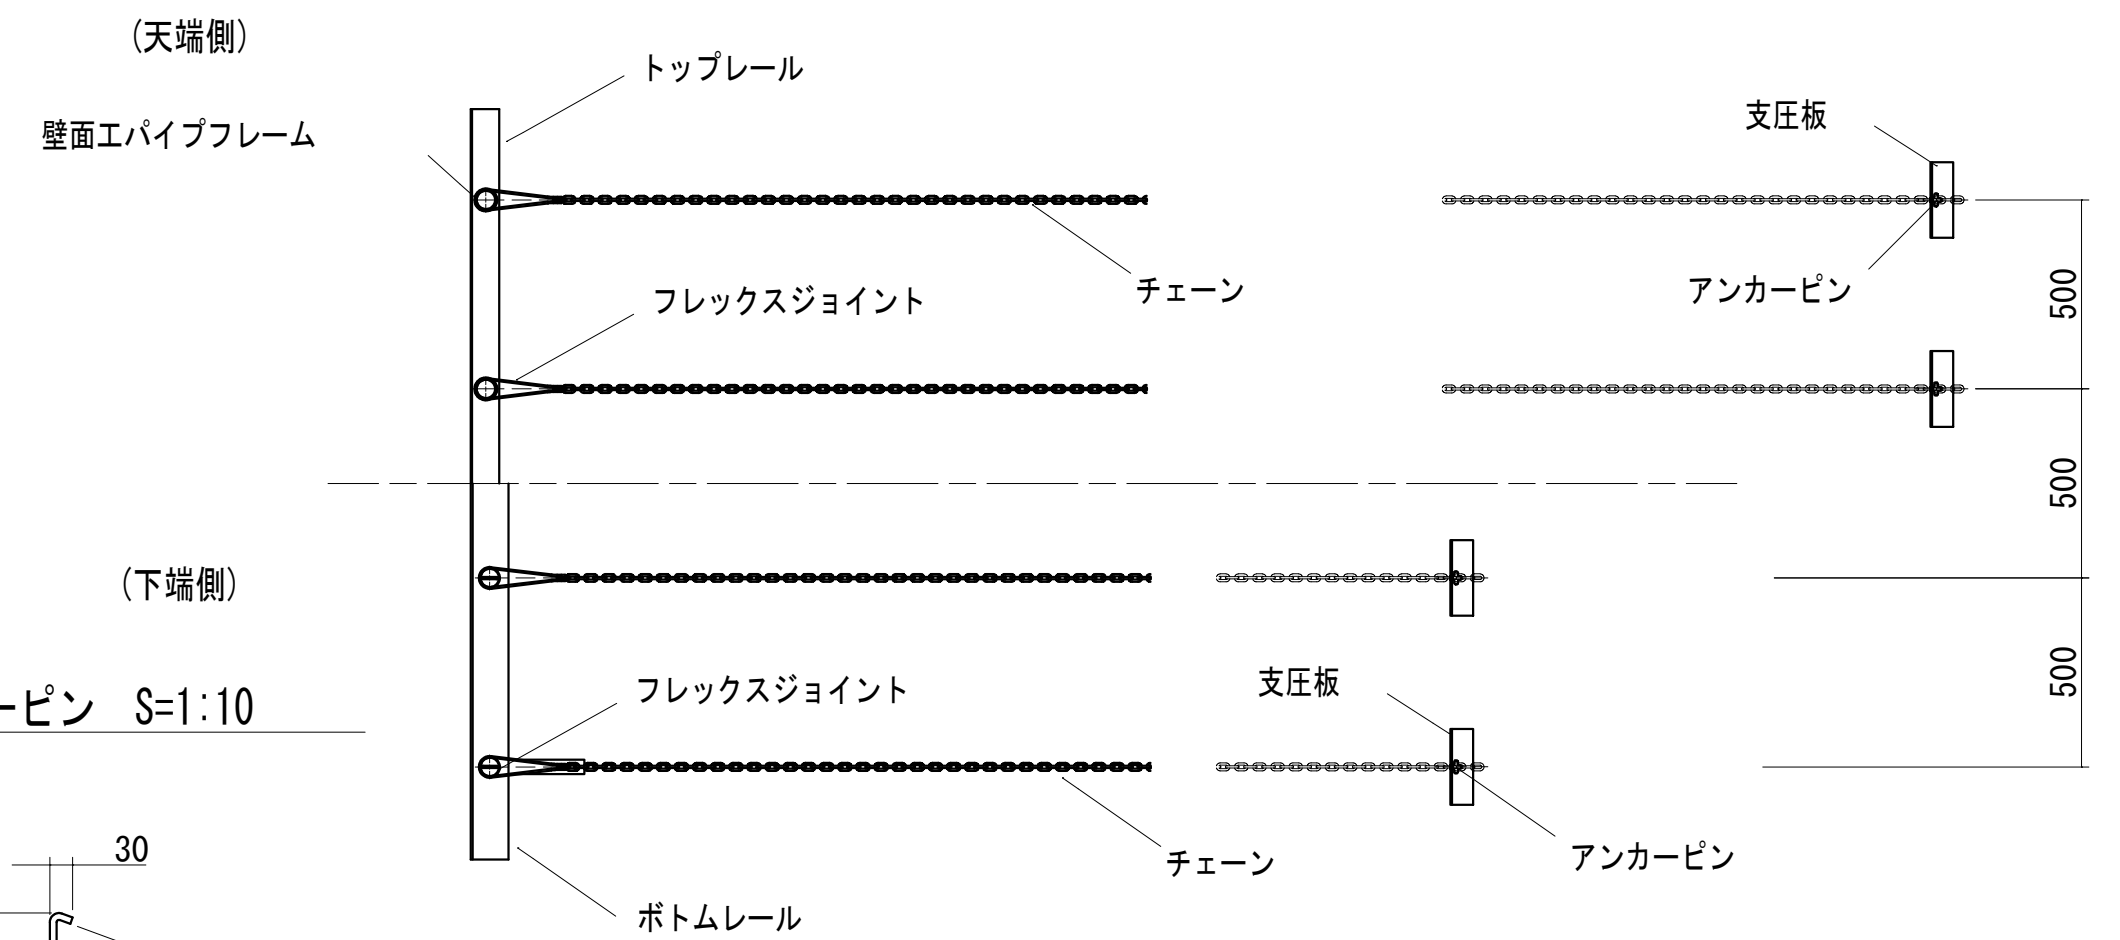 (天端側)
トップレール
支圧板
壁面エパイプフレーム
チェーン
アンカーピン
フレックスジョイント
500
500
(下端側)
フレックスジョイント
支圧板
500
ーピン S=1:10
30
チェーン
アンカーピン
ボトムレール